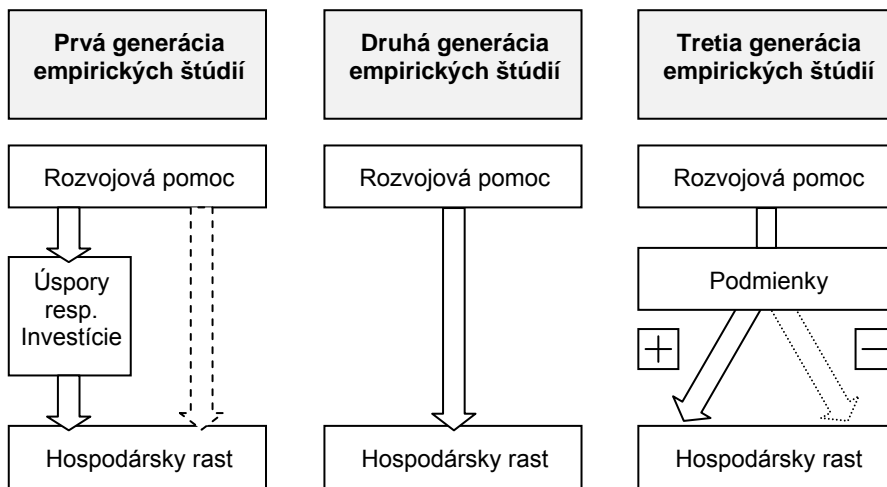 Prvá generácia
empirických štúdií
Druhá generácia
empirických štúdií
Tretia generácia
empirických štúdií
Rozvojová pomoc
Rozvojová pomoc
Rozvojová pomoc
Úspory
resp.
Investície
Podmienky
+
−
Hospodársky rast
Hospodársky rast
Hospodársky rast